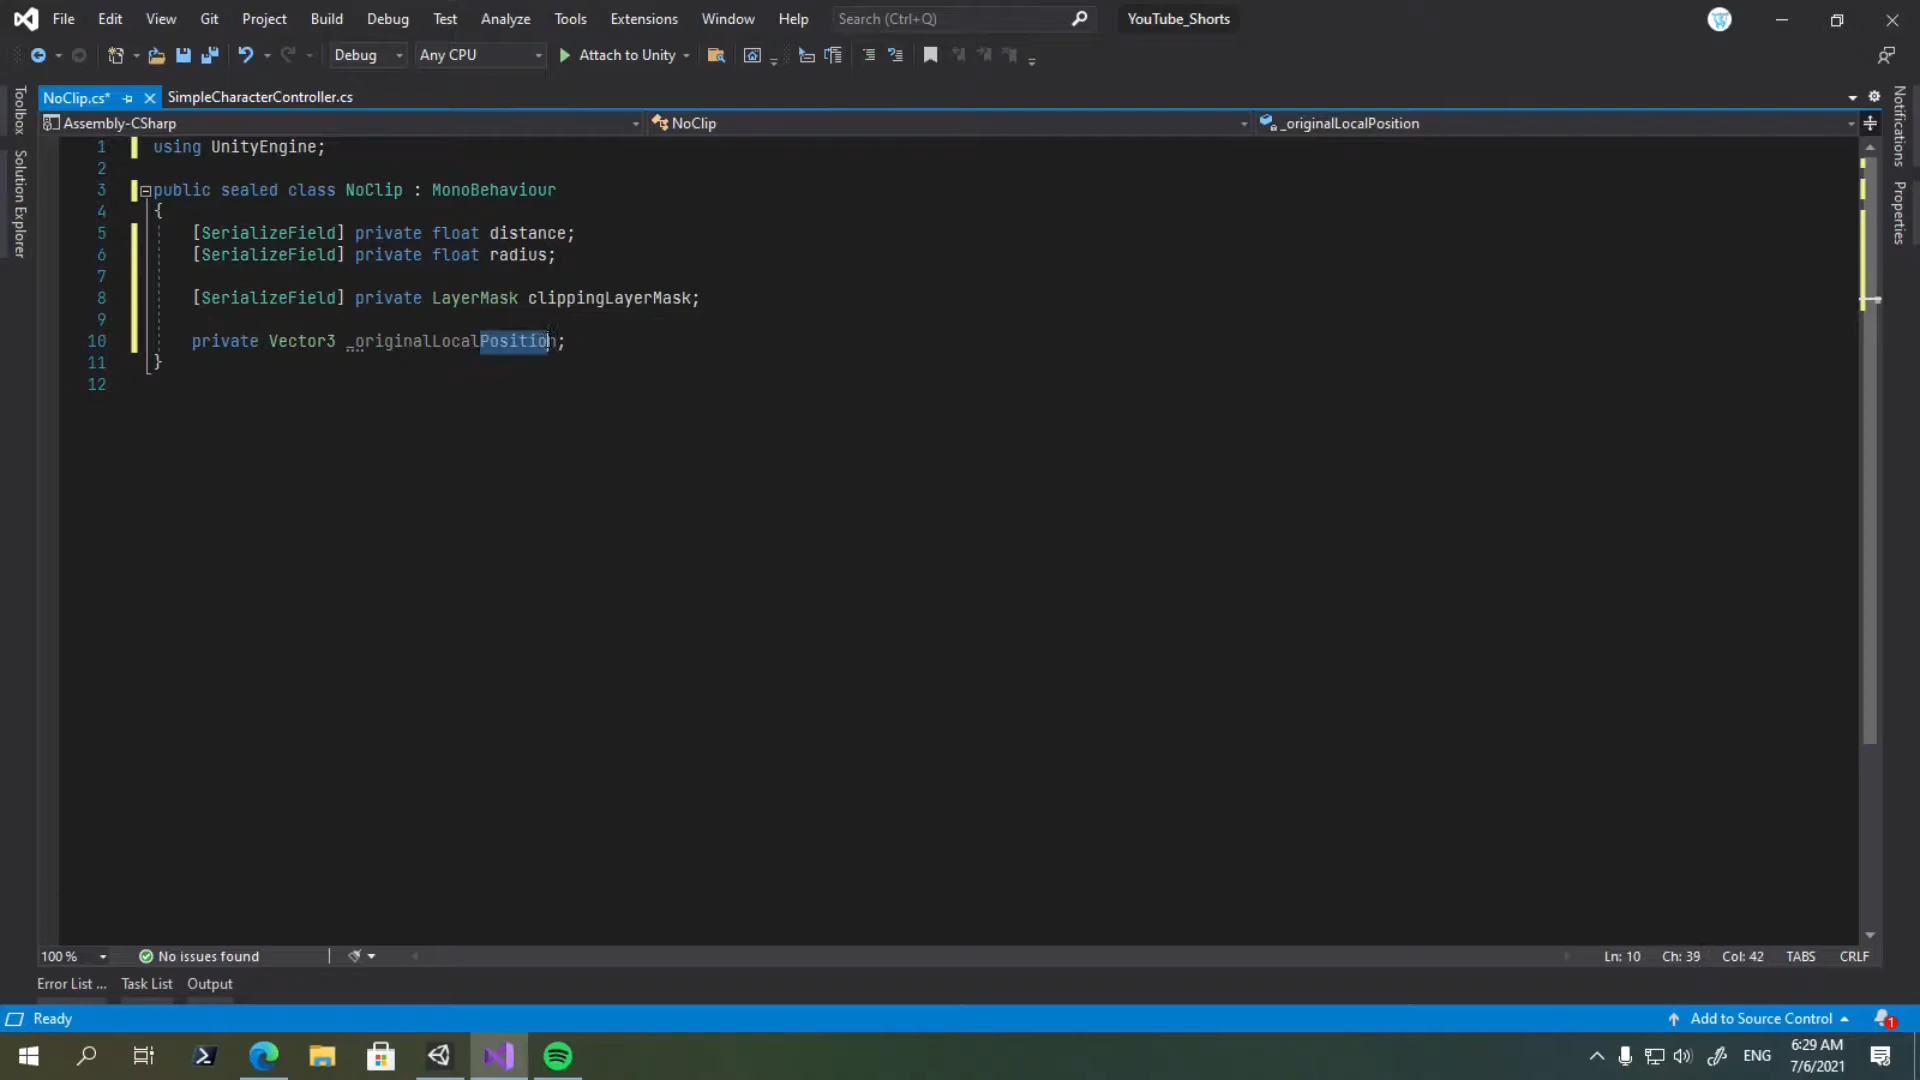 File Edit View Git Project Build Debug Test Analyze Tools Extensions Window Help Search (Ctrl+Q) YouTube_Shorts
Debug Any CPU Attach to Unity
NoClip.cs* SimpleCharacterController.cs
Assembly-CSharp NoClip _originalLocalPosition
Toolbox
Solution Explorer
Notifications
Properties
1 using UnityEngine;
2
3 public sealed class NoClip : MonoBehaviour
4 {
5 [SerializeField] private float distance;
6 [SerializeField] private float radius;
7
8 [SerializeField] private LayerMask clippingLayerMask;
9
10 private Vector3 _originalLocalPosition;
11 }
12
100 % No issues found Ln: 10 Ch: 39 Col: 42 TABS CRLF
Error List ... Task List Output
Ready Add to Source Control 1
ENG 6:29 AM
7/6/2021